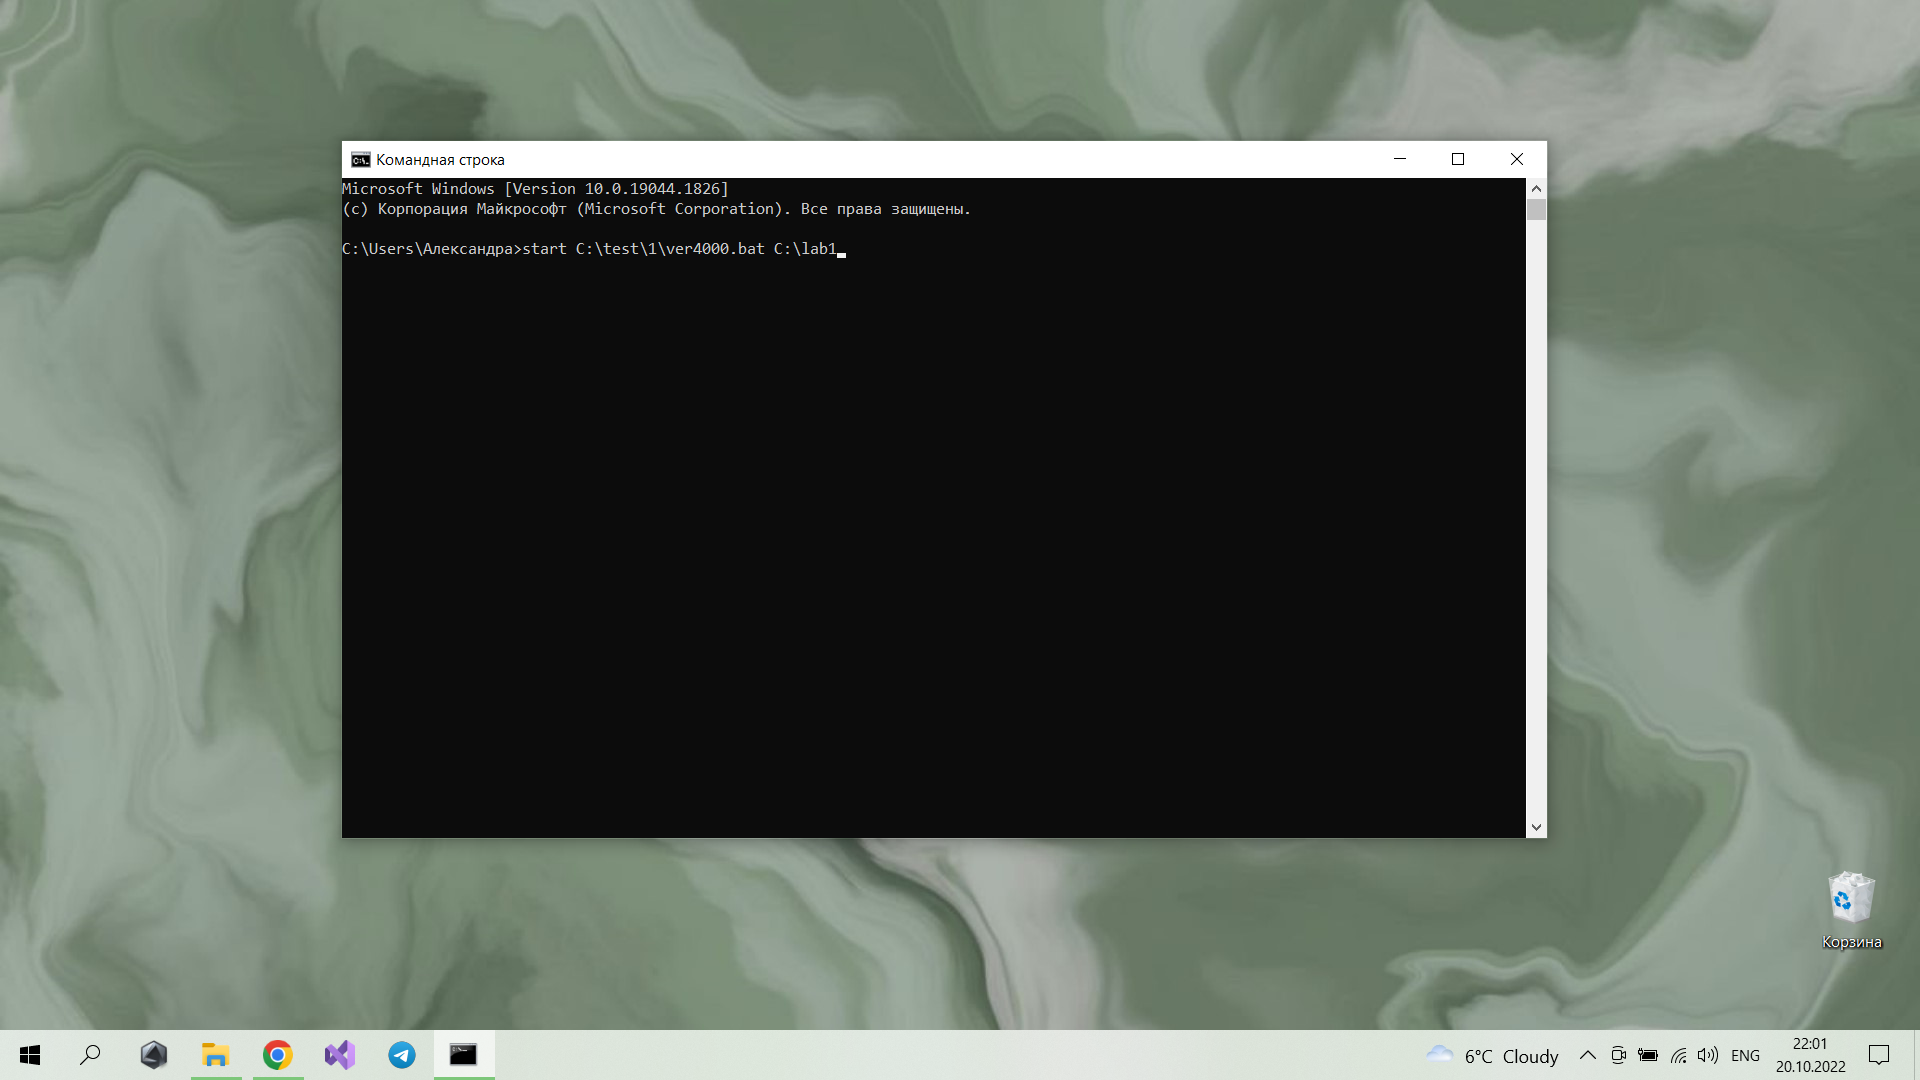 Командная строка
Microsoft Windows [Version 10.0.19044.1826]
(c) Корпорация Майкрософт (Microsoft Corporation). Все права защищены.
C:\Users\Александра>start C:\test\1\ver4000.bat C:\lab1
Корзина
6°C Cloudy
ENG
22:01
20.10.2022